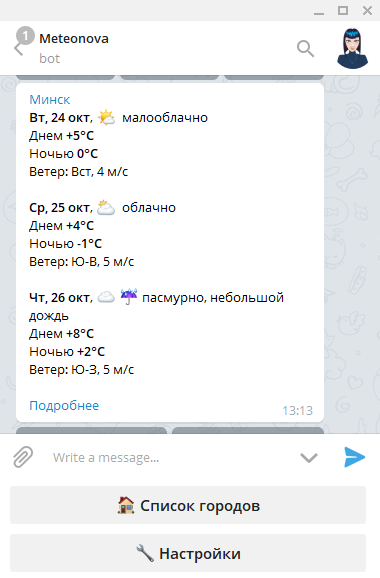 1
Meteonova
bot
Минск
Вт, 24 окт, малооблачно
Днем +5°C
Ночью 0°C
Ветер: Вст, 4 м/с
Ср, 25 окт, облачно
Днем +4°C
Ночью -1°C
Ветер: Ю-В, 5 м/с
Чт, 26 окт, пасмурно, небольшой
дождь
Днем +8°C
Ночью +2°C
Ветер: Ю-З, 5 м/с
Подробнее
13:13
Write a message...
Список городов
Настройки